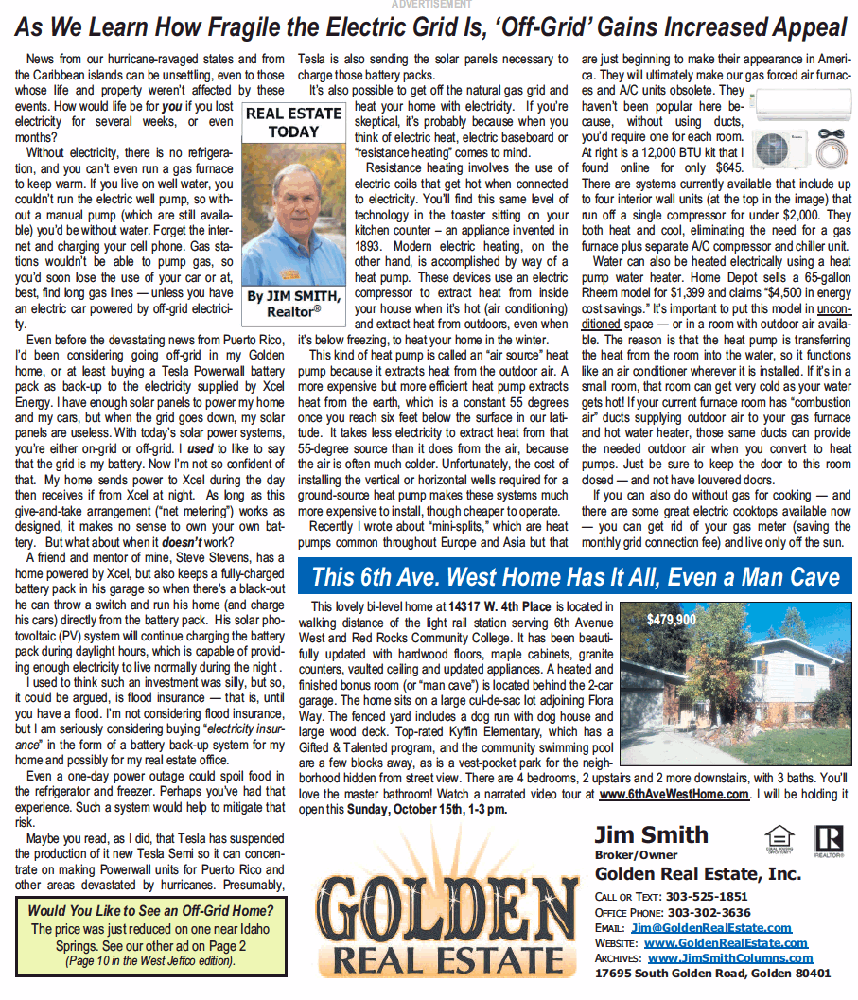 ADVERTISEMENT
As We Learn How Fragile the Electric Grid Is, ‘Off-Grid’ Gains Increased Appeal
News from our hurricane-ravaged states and from
the Caribbean islands can be unsettling, even to those
whose life and property weren’t affected by these
events. How would life be for you if you lost
electricity for several weeks, or even
months?
Without electricity, there is no refrigera-
tion, and you can’t even run a gas furnace
to keep warm. If you live on well water, you
couldn’t run the electric well pump, so with-
out a manual pump (which are still availa-
ble) you’d be without water. Forget the inter-
net and charging your cell phone. Gas sta-
tions wouldn’t be able to pump gas, so
you’d soon lose the use of your car or at,
best, find long gas lines — unless you have
an electric car powered by off-grid electrici-
ty.
REAL ESTATE
TODAY
By JIM SMITH,
Realtor®
Even before the devastating news from Puerto Rico,
I’d been considering going off-grid in my Golden
home, or at least buying a Tesla Powerwall battery
pack as back-up to the electricity supplied by Xcel
Energy. I have enough solar panels to power my home
and my cars, but when the grid goes down, my solar
panels are useless. With today’s solar power systems,
you’re either on-grid or off-grid. I used to like to say
that the grid is my battery. Now I’m not so confident of
that. My home sends power to Xcel during the day
then receives if from Xcel at night. As long as this
give-and-take arrangement (“net metering”) works as
designed, it makes no sense to own your own bat-
tery. But what about when it doesn’t work?
A friend and mentor of mine, Steve Stevens, has a
home powered by Xcel, but also keeps a fully-charged
battery pack in his garage so when there’s a black-out
he can throw a switch and run his home (and charge
his cars) directly from the battery pack. His solar pho-
tovoltaic (PV) system will continue charging the battery
pack during daylight hours, which is capable of provid-
ing enough electricity to live normally during the night .
I used to think such an investment was silly, but so,
it could be argued, is flood insurance — that is, until
you have a flood. I’m not considering flood insurance,
but I am seriously considering buying “electricity insur-
ance” in the form of a battery back-up system for my
home and possibly for my real estate office.
Even a one-day power outage could spoil food in
the refrigerator and freezer. Perhaps you’ve had that
experience. Such a system would help to mitigate that
risk.
Maybe you read, as I did, that Tesla has suspended
the production of it new Tesla Semi so it can concen-
trate on making Powerwall units for Puerto Rico and
other areas devastated by hurricanes. Presumably,
Would You Like to See an Off-Grid Home?
The price was just reduced on one near Idaho
Springs. See our other ad on Page 2
(Page 10 in the West Jeffco edition).
Tesla is also sending the solar panels necessary to
charge those battery packs.
It’s also possible to get off the natural gas grid and
heat your home with electricity. If you’re
skeptical, it’s probably because when you
think of electric heat, electric baseboard or
“resistance heating” comes to mind.
Resistance heating involves the use of
electric coils that get hot when connected
to electricity. You’ll find this same level of
technology in the toaster sitting on your
kitchen counter – an appliance invented in
1893. Modern electric heating, on the
other hand, is accomplished by way of a
heat pump. These devices use an electric
compressor to extract heat from inside
your house when it’s hot (air conditioning)
and extract heat from outdoors, even when
it’s below freezing, to heat your home in the winter.
This kind of heat pump is called an “air source” heat
pump because it extracts heat from the outdoor air. A
more expensive but more efficient heat pump extracts
heat from the earth, which is a constant 55 degrees
once you reach six feet below the surface in our lati-
tude. It takes less electricity to extract heat from that
55-degree source than it does from the air, because
the air is often much colder. Unfortunately, the cost of
installing the vertical or horizontal wells required for a
ground-source heat pump makes these systems much
more expensive to install, though cheaper to operate.
Recently I wrote about “mini-splits,” which are heat
pumps common throughout Europe and Asia but that
are just beginning to make their appearance in Ameri-
ca. They will ultimately make our gas forced air furnac-
es and A/C units obsolete. They
haven’t been popular here be-
cause, without using ducts,
you’d require one for each room.
At right is a 12,000 BTU kit that I
found online for only $645.
There are systems currently available that include up
to four interior wall units (at the top in the image) that
run off a single compressor for under $2,000. They
both heat and cool, eliminating the need for a gas
furnace plus separate A/C compressor and chiller unit.
Water can also be heated electrically using a heat
pump water heater. Home Depot sells a 65-gallon
Rheem model for $1,399 and claims “$4,500 in energy
cost savings.” It’s important to put this model in uncon-
ditioned space — or in a room with outdoor air availa-
ble. The reason is that the heat pump is transferring
the heat from the room into the water, so it functions
like an air conditioner wherever it is installed. If it’s in a
small room, that room can get very cold as your water
gets hot! If your current furnace room has “combustion
air” ducts supplying outdoor air to your gas furnace
and hot water heater, those same ducts can provide
the needed outdoor air when you convert to heat
pumps. Just be sure to keep the door to this room
closed — and not have louvered doors.
If you can also do without gas for cooking — and
there are some great electric cooktops available now
— you can get rid of your gas meter (saving the
monthly grid connection fee) and live only off the sun.
This 6th Ave. West Home Has It All, Even a Man Cave
This lovely bi-level home at 14317 W. 4th Place is located in
walking distance of the light rail station serving 6th Avenue
West and Red Rocks Community College. It has been beauti-
fully updated with hardwood floors, maple cabinets, granite
counters, vaulted ceiling and updated appliances. A heated and
finished bonus room (or “man cave”) is located behind the 2-car
garage. The home sits on a large cul-de-sac lot adjoining Flora
Way. The fenced yard includes a dog run with dog house and
large wood deck. Top-rated Kyffin Elementary, which has a
Gifted & Talented program, and the community swimming pool
are a few blocks away, as is a vest-pocket park for the neigh-
borhood hidden from street view. There are 4 bedrooms, 2 upstairs and 2 more downstairs, with 3 baths. You’ll
love the master bathroom! Watch a narrated video tour at www.6thAveWestHome.com. I will be holding it
open this Sunday, October 15th, 1-3 pm.
$479,900
GOLDEN
REAL ESTATE
Jim Smith
Broker/Owner
Golden Real Estate, Inc.
CALL OR TEXT: 303-525-1851
OFFICE PHONE: 303-302-3636
EMAIL: Jim@GoldenRealEstate.com
WEBSITE: www.GoldenRealEstate.com
ARCHIVES: www.JimSmithColumns.com
17695 South Golden Road, Golden 80401
EQUAL HOUSING
OPPORTUNITY
REALTOR®